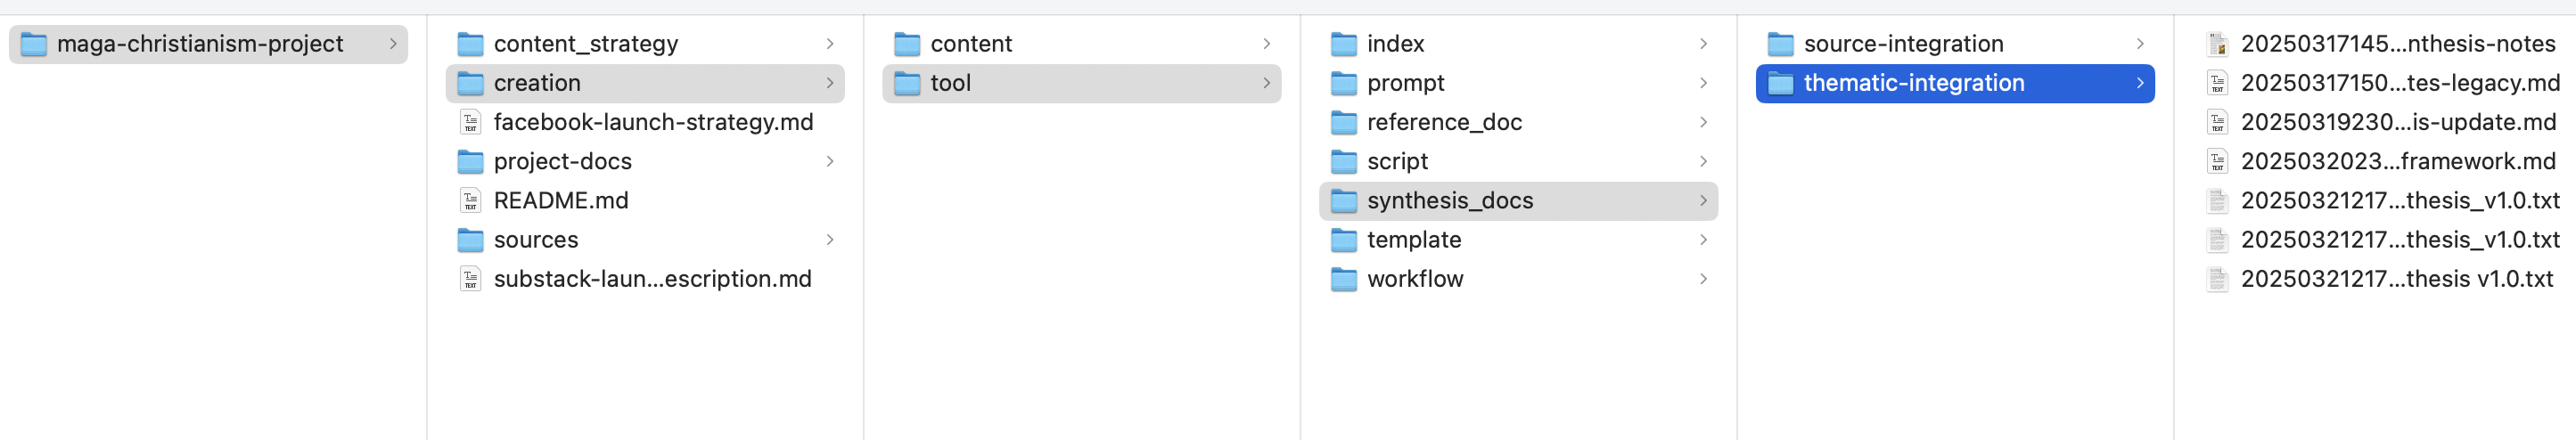 maga-christianism-project
content_strategy
creation
facebook-launch-strategy.md
project-docs
README.md
sources
substack-laun...escription.md
content
tool
index
prompt
reference_doc
script
synthesis_docs
template
workflow
source-integration
thematic-integration
20250317145...nthesis-notes
20250317150...tes-legacy.md
20250319230...is-update.md
2025032023...framework.md
20250321217...thesis_v1.0.txt
20250321217...thesis_v1.0.txt
20250321217...thesis v1.0.txt